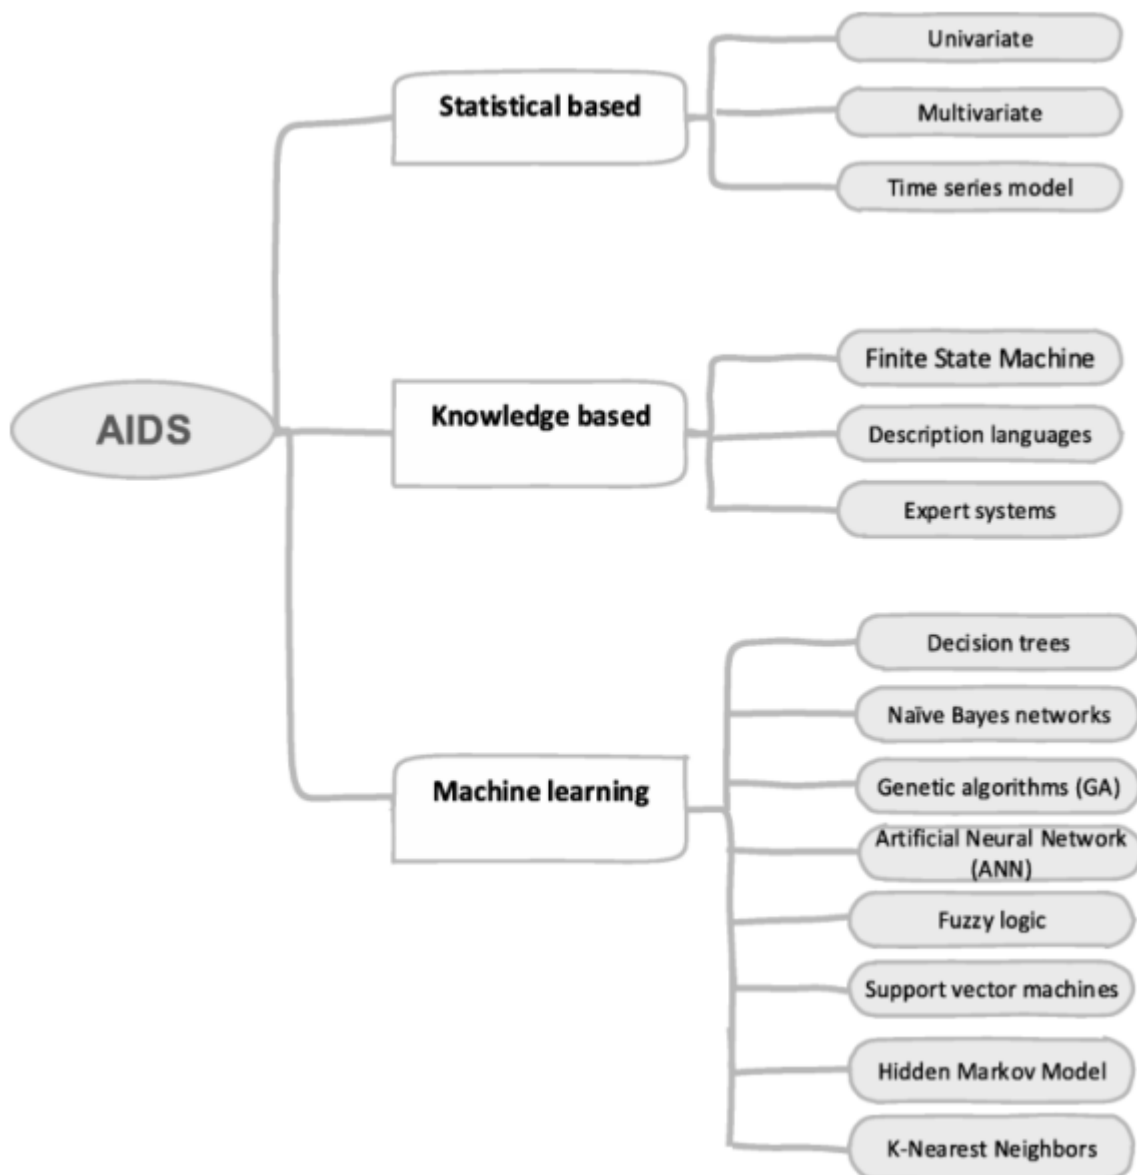 AIDS
Statistical based
Univariate
Multivariate
Time series model
Knowledge based
Finite State Machine
Description languages
Expert systems
Machine learning
Decision trees
Naïve Bayes networks
Genetic algorithms (GA)
Artificial Neural Network
(ANN)
Fuzzy logic
Support vector machines
Hidden Markov Model
K-Nearest Neighbors